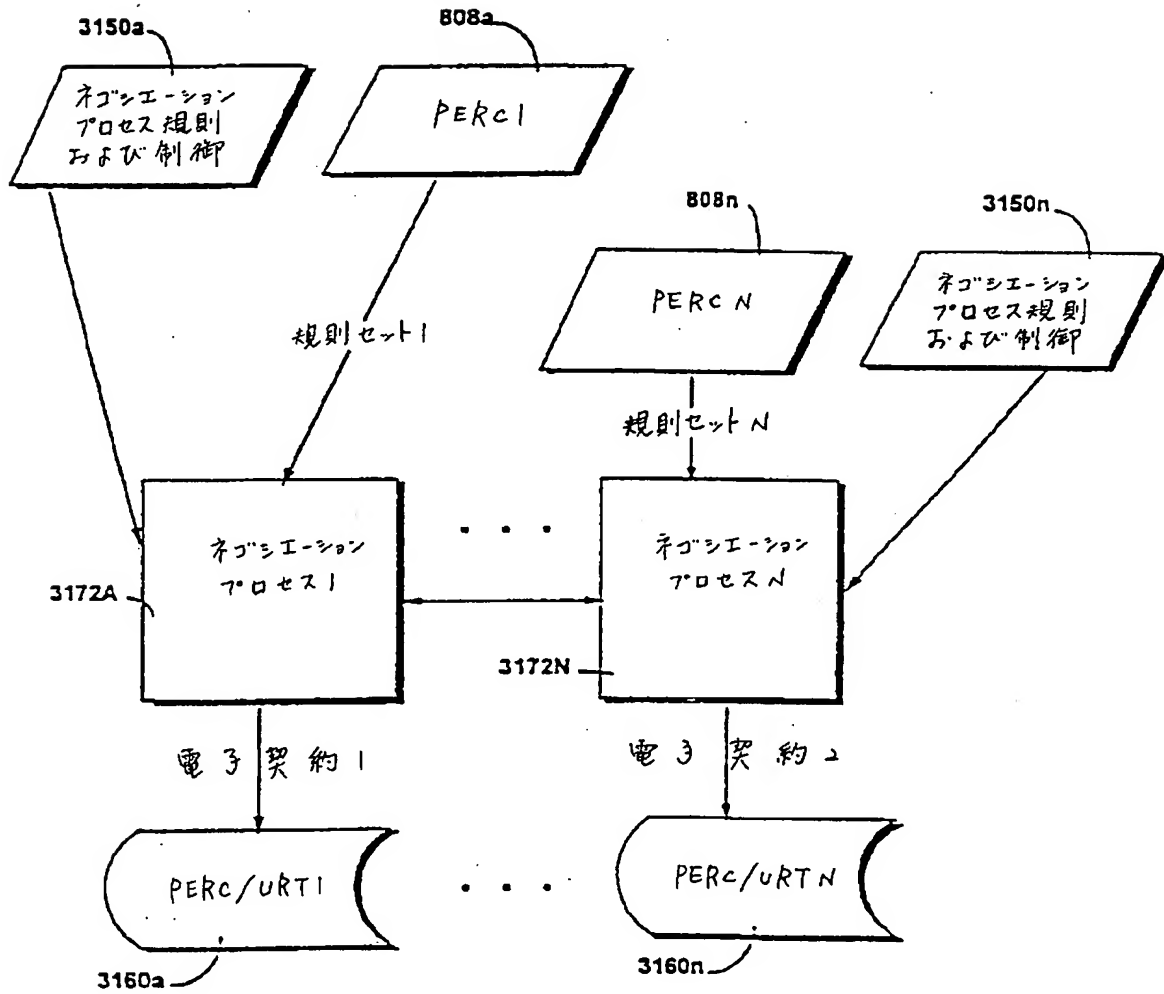 3150a
808a
ネゴシエーション
プロセス規則
および制御
PERC 1
808n
3150n
PERC N
ネゴシエーション
プロセス規則
および制御
規則セット1
規則セットN
ネゴシエーション
プロセス1
ネゴシエーション
プロセスN
3172A
3172N
電子契約1
電子契約2
PERC/URT1
PERC/URT N
3160a
3160n